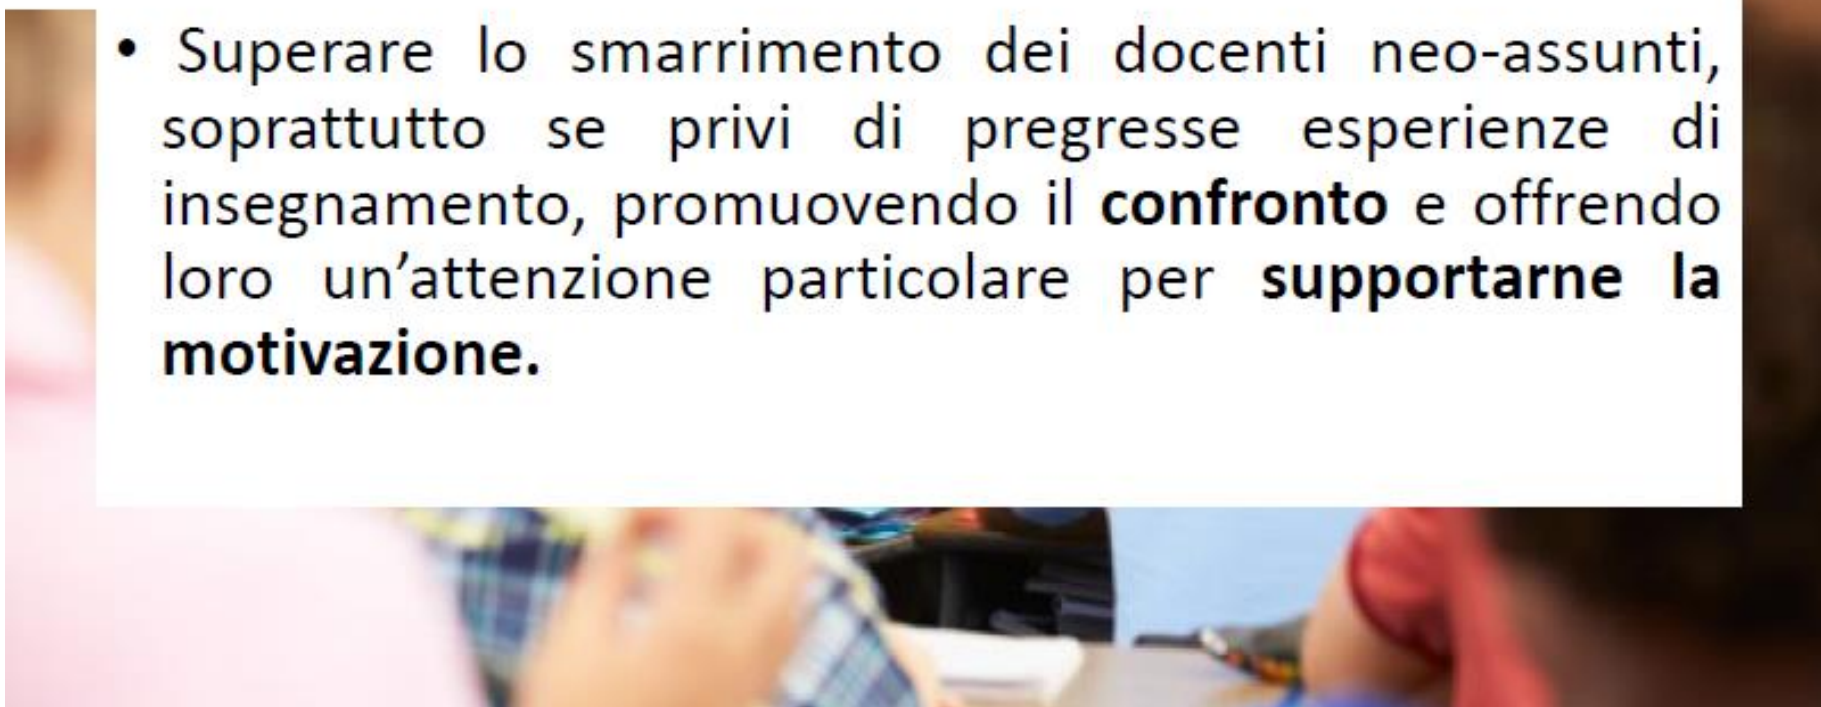 • Superare lo smarrimento dei docenti neo-assunti,
soprattutto se privi di pregresse esperienze di
insegnamento, promuovendo il confronto e offrendo
loro un’attenzione particolare per supportarne la
motivazione.